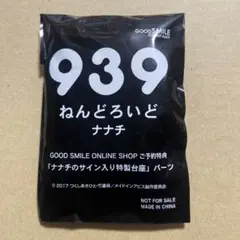 GOOD SMILE
COMPANY
939
ねんどろいど
ナナチ
GOOD SMILE ONLINE SHOP ご予約特典
「ナナチのサイン入り特製台座」パーツ
© 2017 つくしあきひと・竹書房／メイドインアビス製作委員会
NOT FOR SALE
MADE IN CHINA